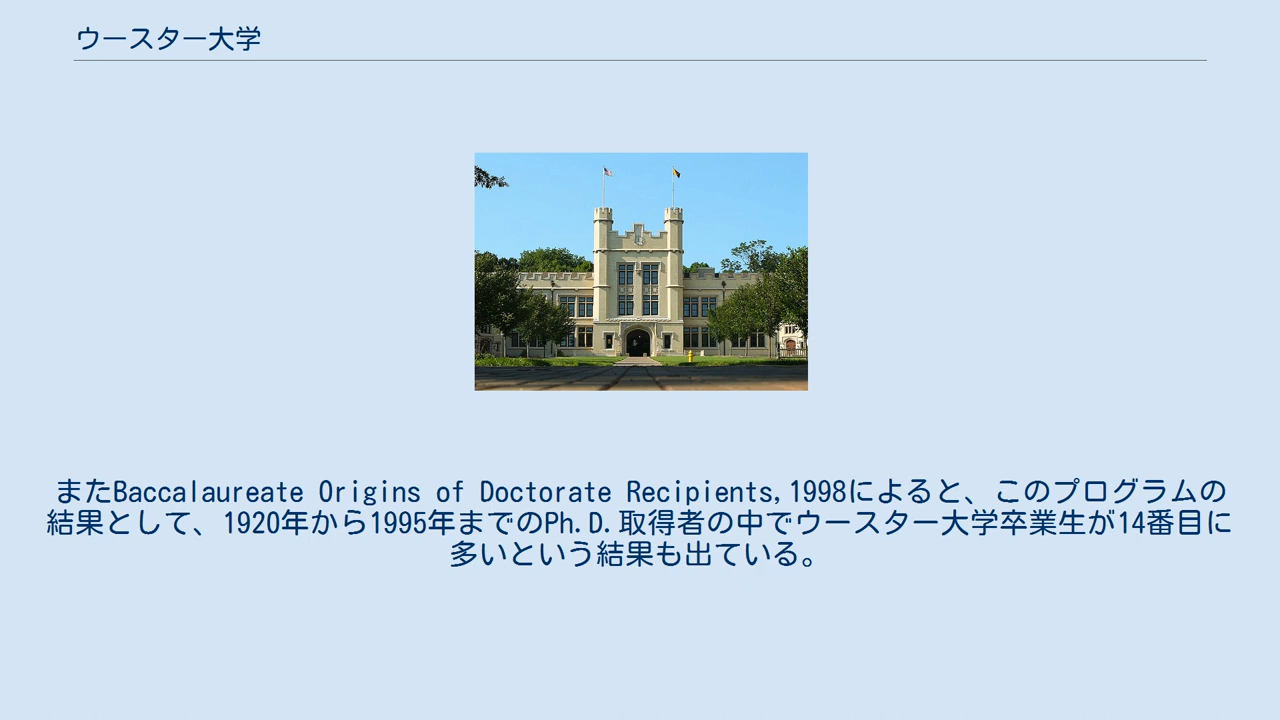 ウースター大学
またBaccalaureate Origins of Doctorate Recipients,1998によると、このプログラムの
結果として、1920年から1995年までのPh.D.取得者の中でウースター大学卒業生が14番目に
多いという結果も出ている。